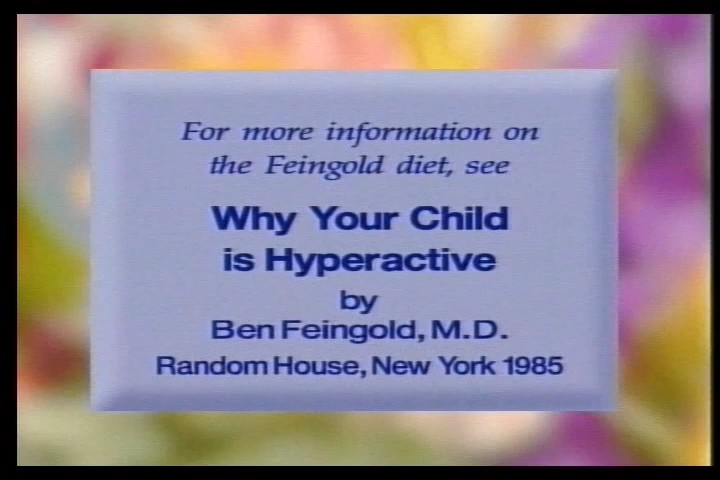 For more information on
the Feingold diet, see
Why Your Child
is Hyperactive
by
Ben Feingold, M.D.
Random House, New York 1985